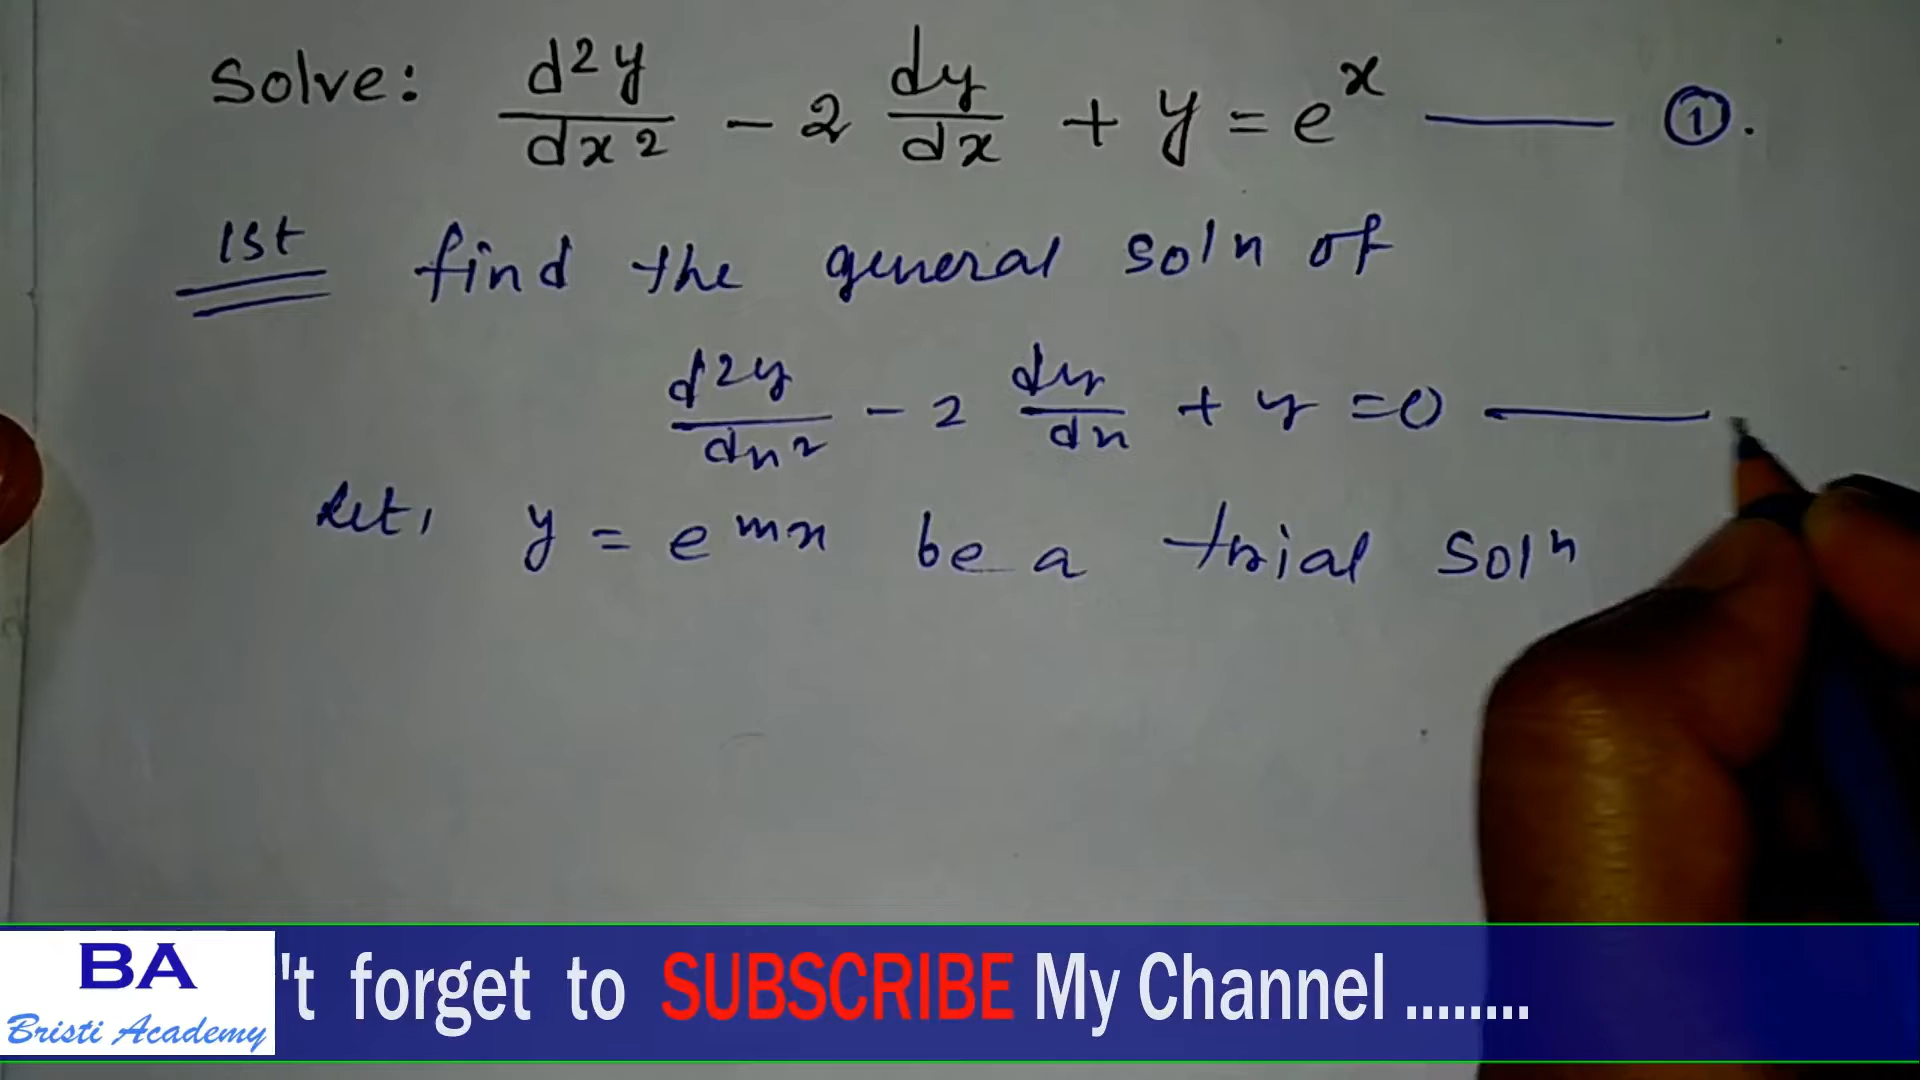 Solve: d²y/dx² - 2 dy/dx + y = eˣ —— ①.
1st find the general soln of
d²y/dx² - 2 dy/dx + y = 0 ——
Let, y = e^mx be a trial solⁿ
BA
Bristi Academy
't forget to SUBSCRIBE My Channel ........